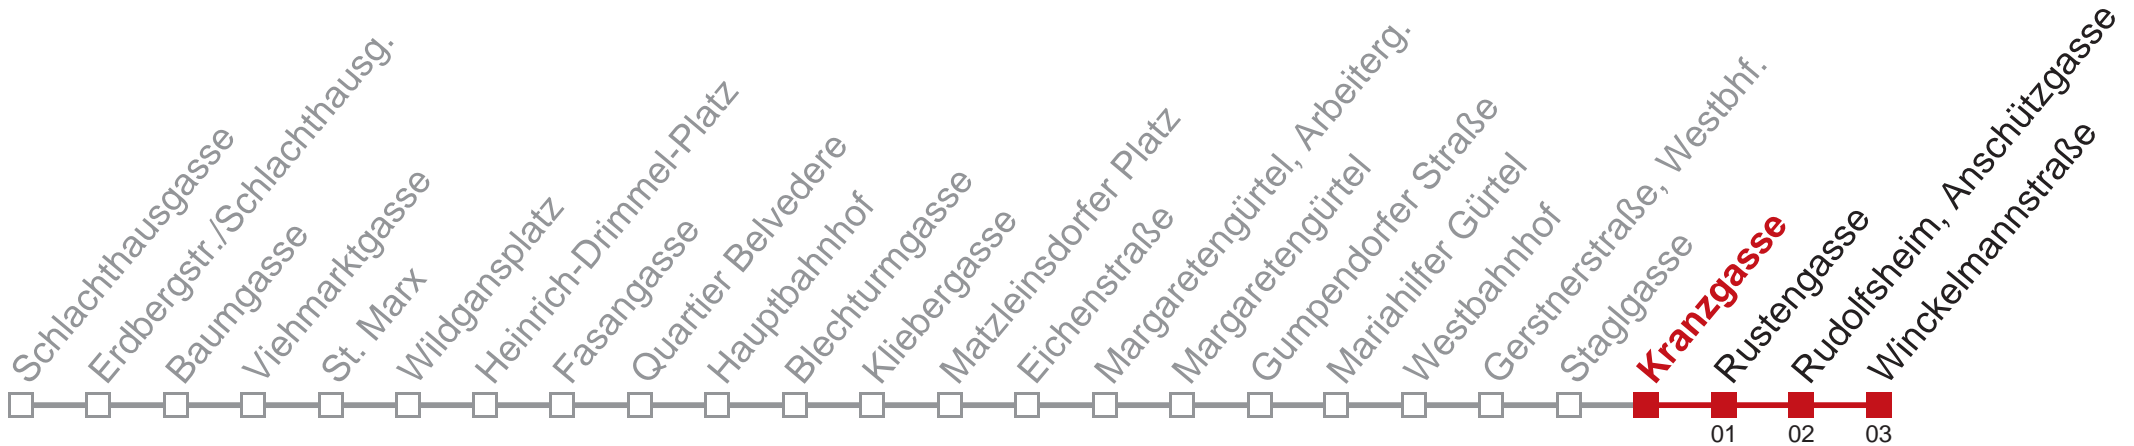 Schlachthausgasse
Erdbergstr./Schlachthausg.
Baumgasse
Viehmarktgasse
St. Marx
Wildgansplatz
Heinrich-Drimmel-Platz
Fasangasse
Quartier Belvedere
Hauptbahnhof
Blechturmgasse
Kliebergasse
Matzleinsdorfer Platz
Eichenstraße
Margaretengürtel, Arbeiterg.
Margaretengürtel
Gumpendorfer Straße
Mariahilfer Gürtel
Westbahnhof
Gerstnerstraße, Westbhf.
Staglgasse
Kranzgasse
Rustengasse
Rudolfsheim, Anschützgasse
Winckelmannstraße
01
02
03